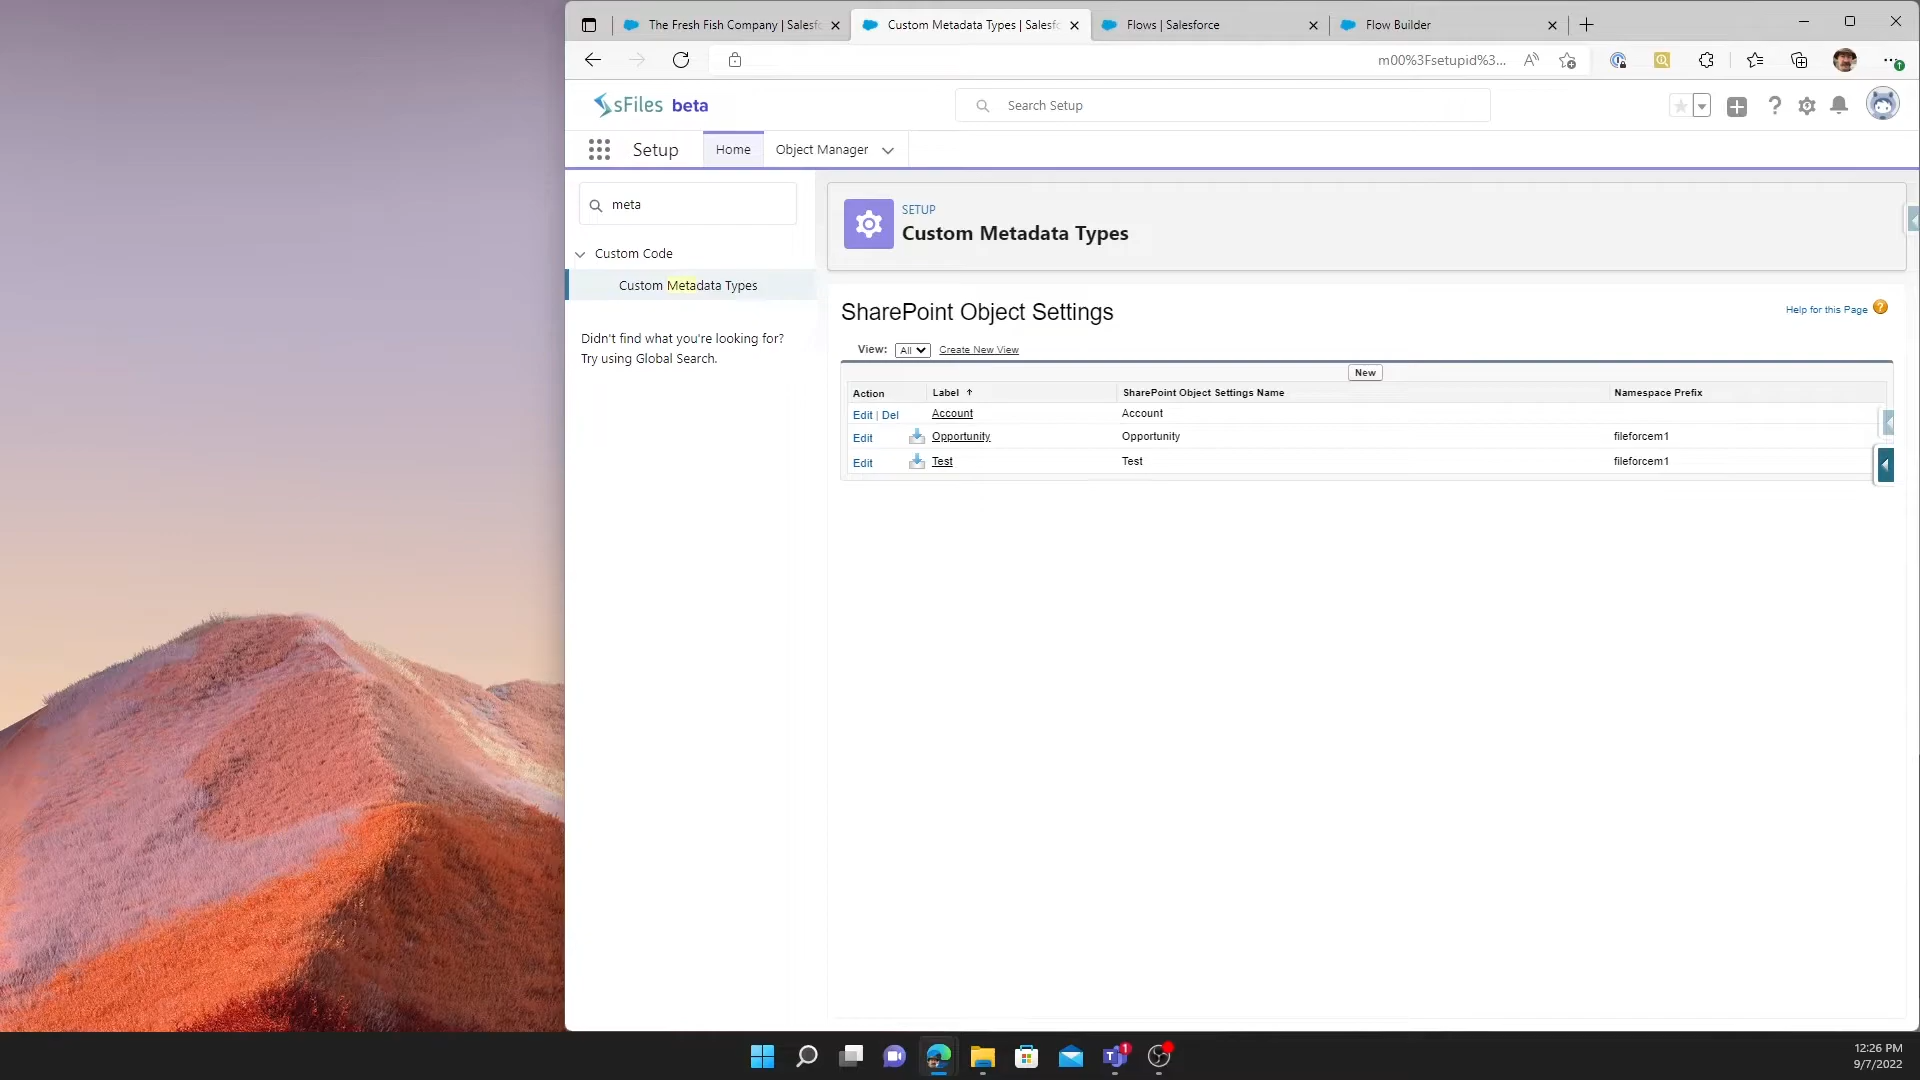 The Fresh Fish Company | Salesfo
Custom Metadata Types | Salesfo
Flows | Salesforce
Flow Builder
m00%3Fsetupid%3...
sFiles beta
Search Setup
Setup
Home
Object Manager
meta
Custom Code
Custom Metadata Types
Didn't find what you're looking for?
Try using Global Search.
SETUP
Custom Metadata Types
SharePoint Object Settings
Help for this Page ?
View: All Create New View
New
Action Label ↑ SharePoint Object Settings Name Namespace Prefix
Edit | Del Account Account
Edit Opportunity Opportunity fileforcem1
Edit Test Test fileforcem1
1
12:26 PM
9/7/2022